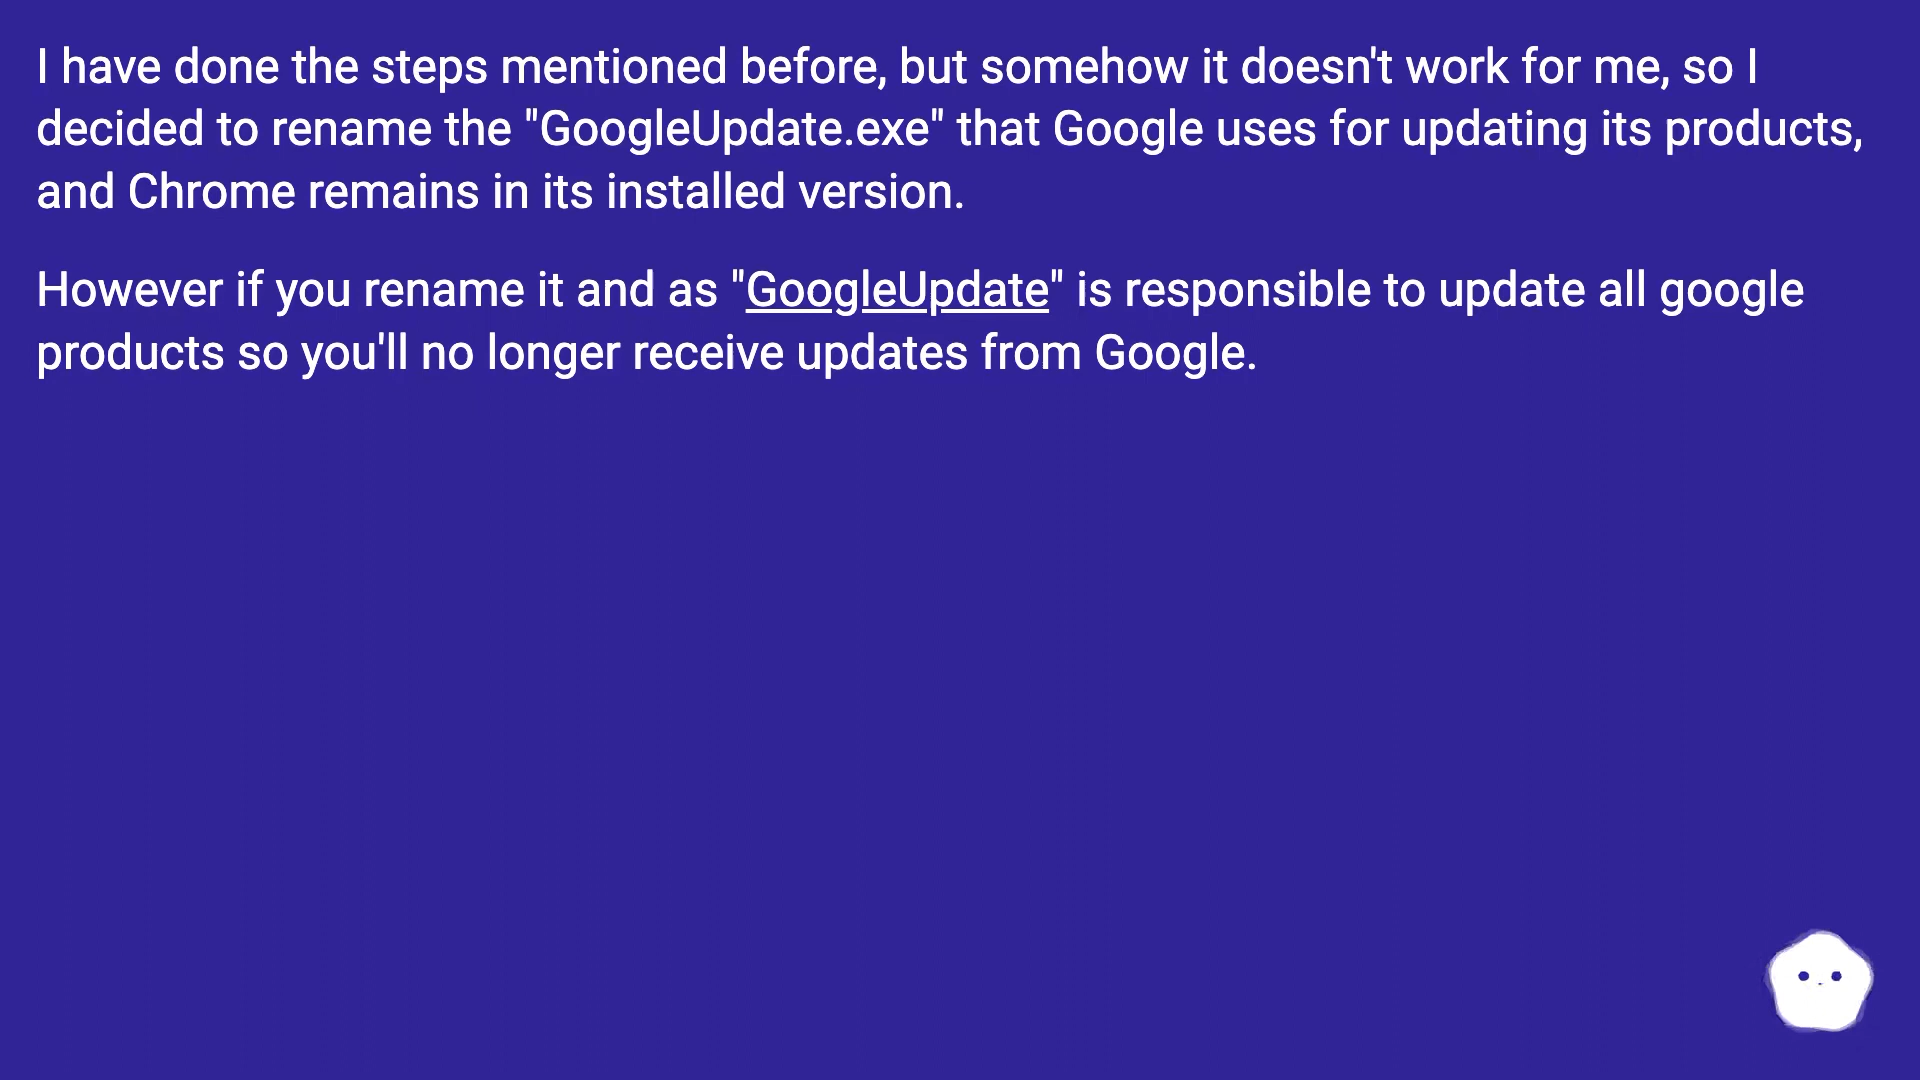 I have done the steps mentioned before, but somehow it doesn't work for me, so I
decided to rename the "GoogleUpdate.exe" that Google uses for updating its products,
and Chrome remains in its installed version.
However if you rename it and as "GoogleUpdate" is responsible to update all google
products so you'll no longer receive updates from Google.